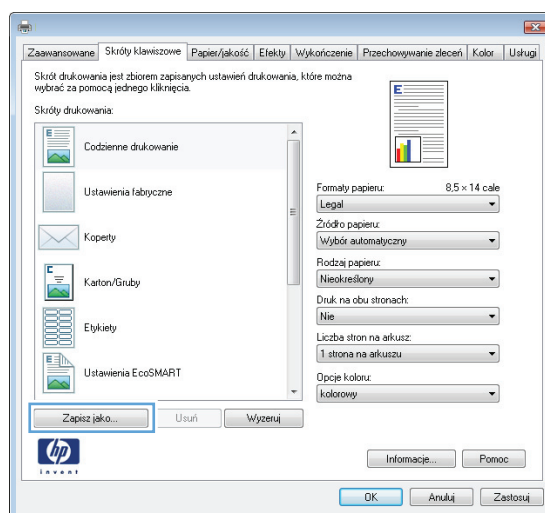 Zaawansowane Skróty klawiszowe Papier/jakość Efekty Wykończenie Przechowywanie zleceń Kolor Usługi
Skrót drukowania jest zbiorem zapisanych ustawień drukowania, które można
wybrać za pomocą jednego kliknięcia.
Skróty drukowania:
Codzienne drukowanie
Ustawienia fabryczne
Koperty
Karton/Gruby
Etykiety
Ustawienia EcoSMART
Zapisz jako... Usuń Wyzeruj
E
Formaty papieru: 8,5 × 14 cale
Legal
Źródło papieru:
Wybór automatyczny
Rodzaj papieru:
Nieokreślony
Druk na obu stronach:
Nie
Liczba stron na arkusz:
1 strona na arkuszu
Opcje koloru:
kolorowy
hp
invent
Informacje... Pomoc
OK Anuluj Zastosuj